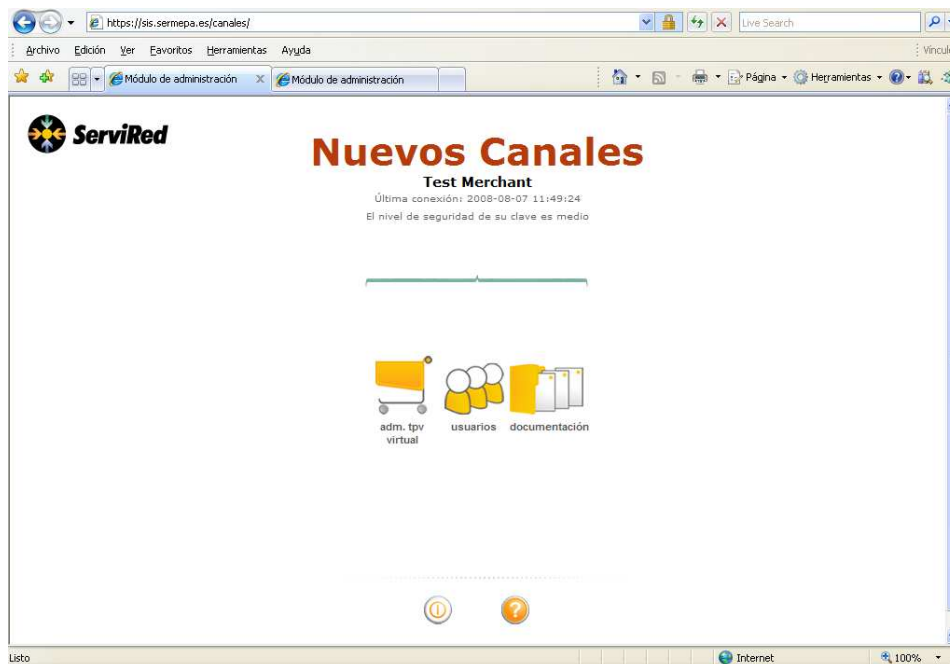 https://sis.sermepa.es/canales/
Live Search
Archivo Edición Ver Favoritos Herramientas Ayuda
Módulo de administración
Módulo de administración
Página
Herramientas
ServiRed
Nuevos Canales
Test Merchant
Última conexión: 2008-08-07 11:49:24
El nivel de seguridad de su clave es medio
adm. tpv
virtual
usuarios
documentación
Listo
Internet
100%